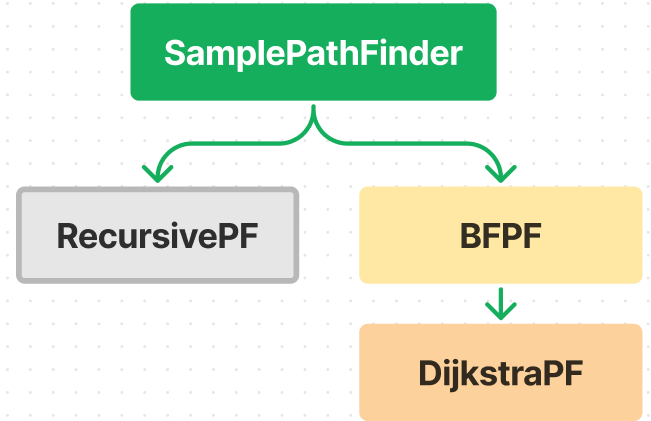 SamplePathFinder
RecursivePF
BFPF
DijkstraPF